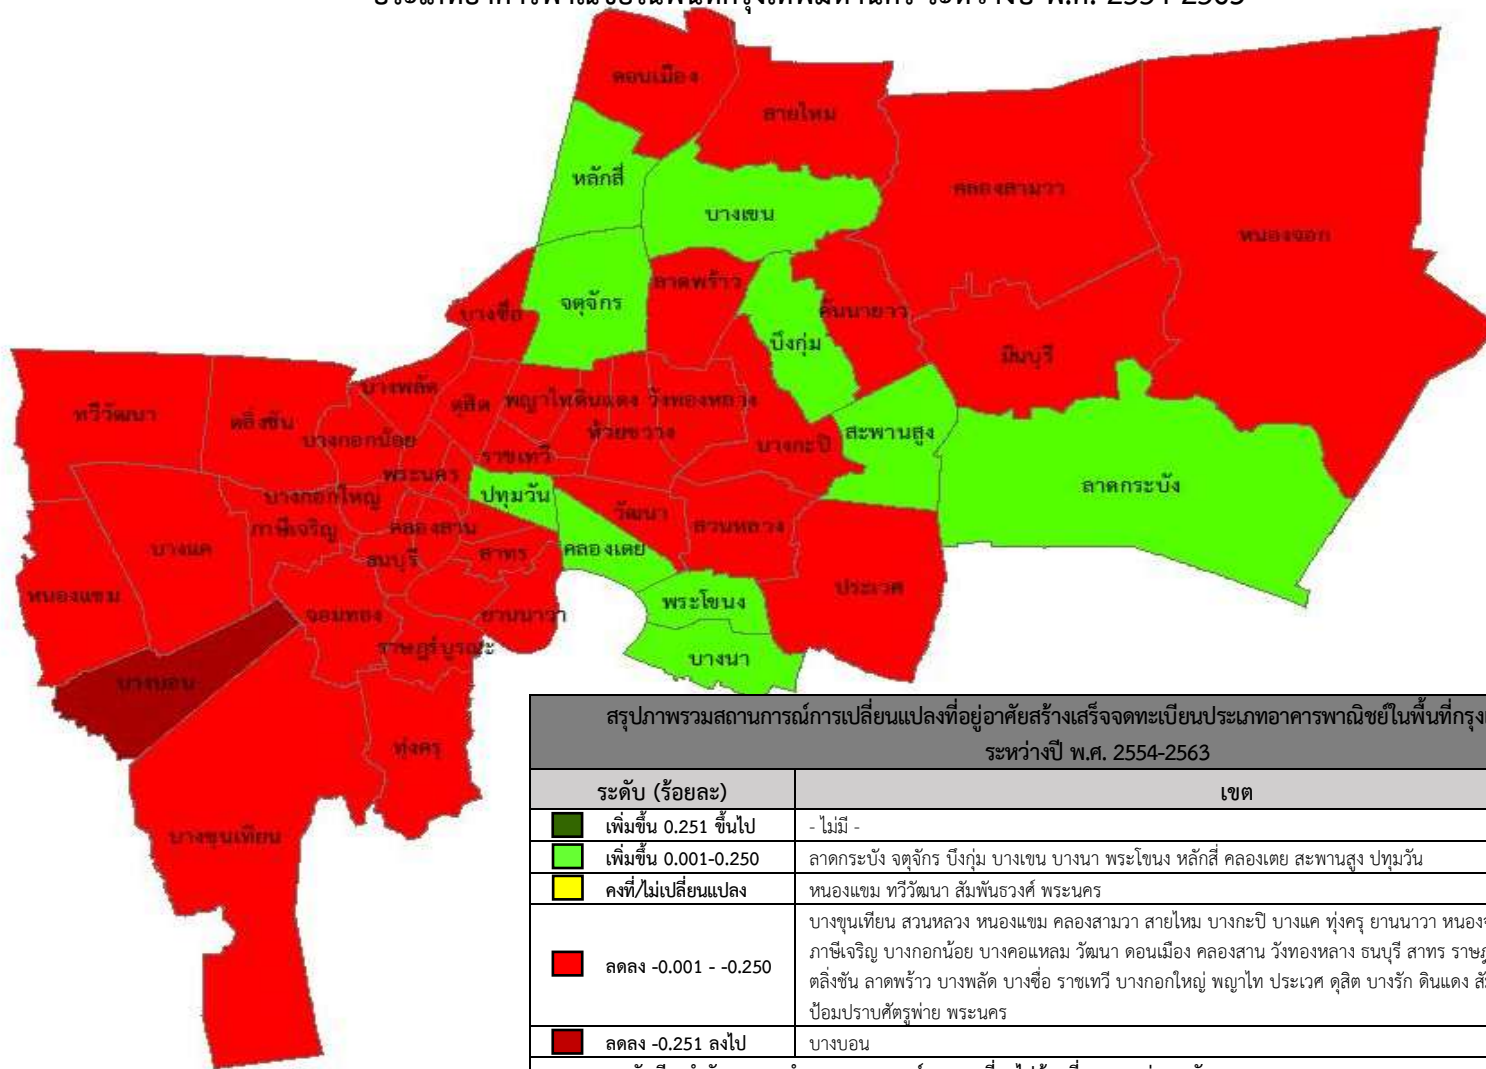 ดอนเมือง
สายไหม
หลักสี่
บางเขน
คลองสามวา
หนองจอก
จตุจักร
ลาดพร้าว
บางซื่อ
คันนายาว
บึงกุ่ม
มีนบุรี
บางพลัด
ดุสิต
พญาไท
ดินแดง
วังทองหลาง
ทวีวัฒนา
ตลิ่งชัน
บางกอกน้อย
ห้วยขวาง
บางกะปิ
สะพานสูง
ราชเทวี
พระนคร
ปทุมวัน
ลาดกระบัง
บางกอกใหญ่
วัฒนา
สวนหลวง
ภาษีเจริญ
คลองสาน
บางแค
ธนบุรี
สาทร
คลองเตย
ประเวศ
หนองแขม
จอมทอง
ยานนาวา
พระโขนง
ราษฎร์บูรณะ
บางนา
บางบอน
ทุ่งครุ
บางขุนเทียน
สรุปภาพรวมสถานการณ์การเปลี่ยนแปลงที่อยู่อาศัยสร้างเสร็จจดทะเบียนประเภทอาคารพาณิชย์ในพื้นที่กรุง
ระหว่างปี พ.ศ. 2554-2563
ระดับ (ร้อยละ) เขต
เพิ่มขึ้น 0.251 ขึ้นไป - ไม่มี -
เพิ่มขึ้น 0.001-0.250 ลาดกระบัง จตุจักร บึงกุ่ม บางเขน บางนา พระโขนง หลักสี่ คลองเตย สะพานสูง ปทุมวัน
คงที่/ไม่เปลี่ยนแปลง หนองแขม ทวีวัฒนา สัมพันธวงศ์ พระนคร
บางขุนเทียน สวนหลวง หนองแขม คลองสามวา สายไหม บางกะปิ บางแค ทุ่งครุ ยานนาวา
ภาษีเจริญ บางกอกน้อย บางคอแหลม วัฒนา ดอนเมือง คลองสาน วังทองหลาง ธนบุรี สาทร
ลดลง -0.001 - -0.250
ตลิ่งชัน ลาดพร้าว บางพลัด บางซื่อ ราชเทวี บางกอกใหญ่ พญาไท ประเวศ ดุสิต บางรัก ดินแดง
ป้อมปราบศัตรูพ่าย พระนคร
ลดลง -0.251 ลงไป บางบอน